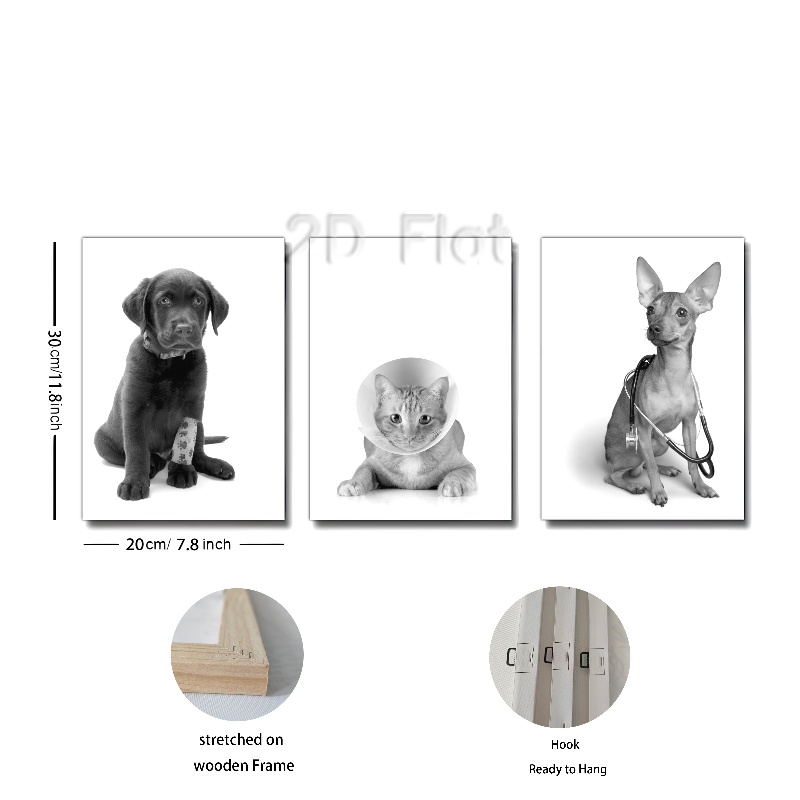 2D Flat
30cm/11.8inch
20cm/ 7.8 inch
stretched on
wooden Frame
Hook
Ready to Hang